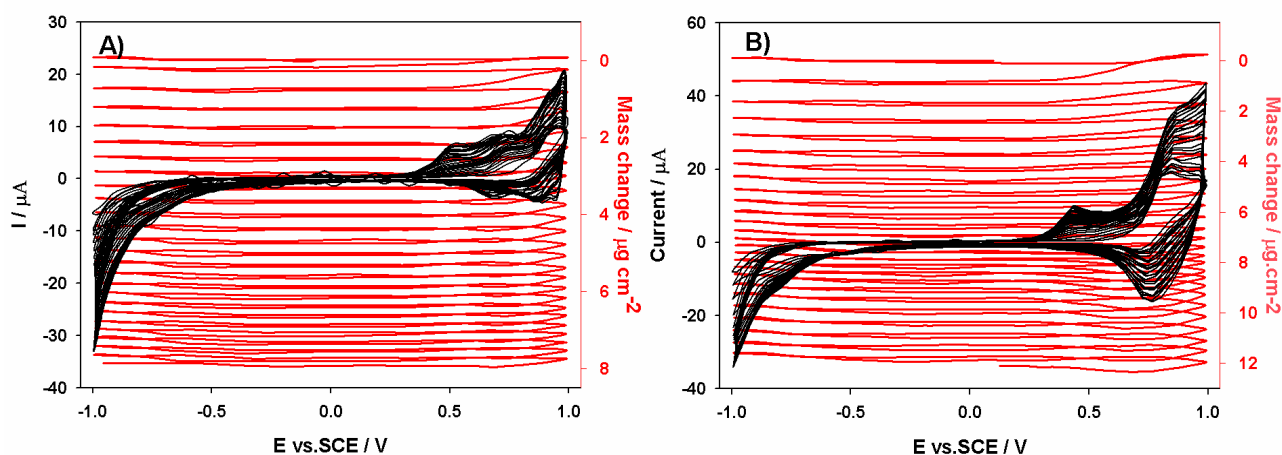 A)
30
20
10
0
-10
-20
-30
-40
I / µA
-1.0 -0.5 0.0 0.5 1.0
E vs.SCE / V
0
2
4
6
8
Mass change / µg cm-2
B)
60
40
20
0
-20
-40
Current / µA
-1.0 -0.5 0.0 0.5 1.0
E vs.SCE / V
0
2
4
6
8
10
12
Mass change / µg.cm-2